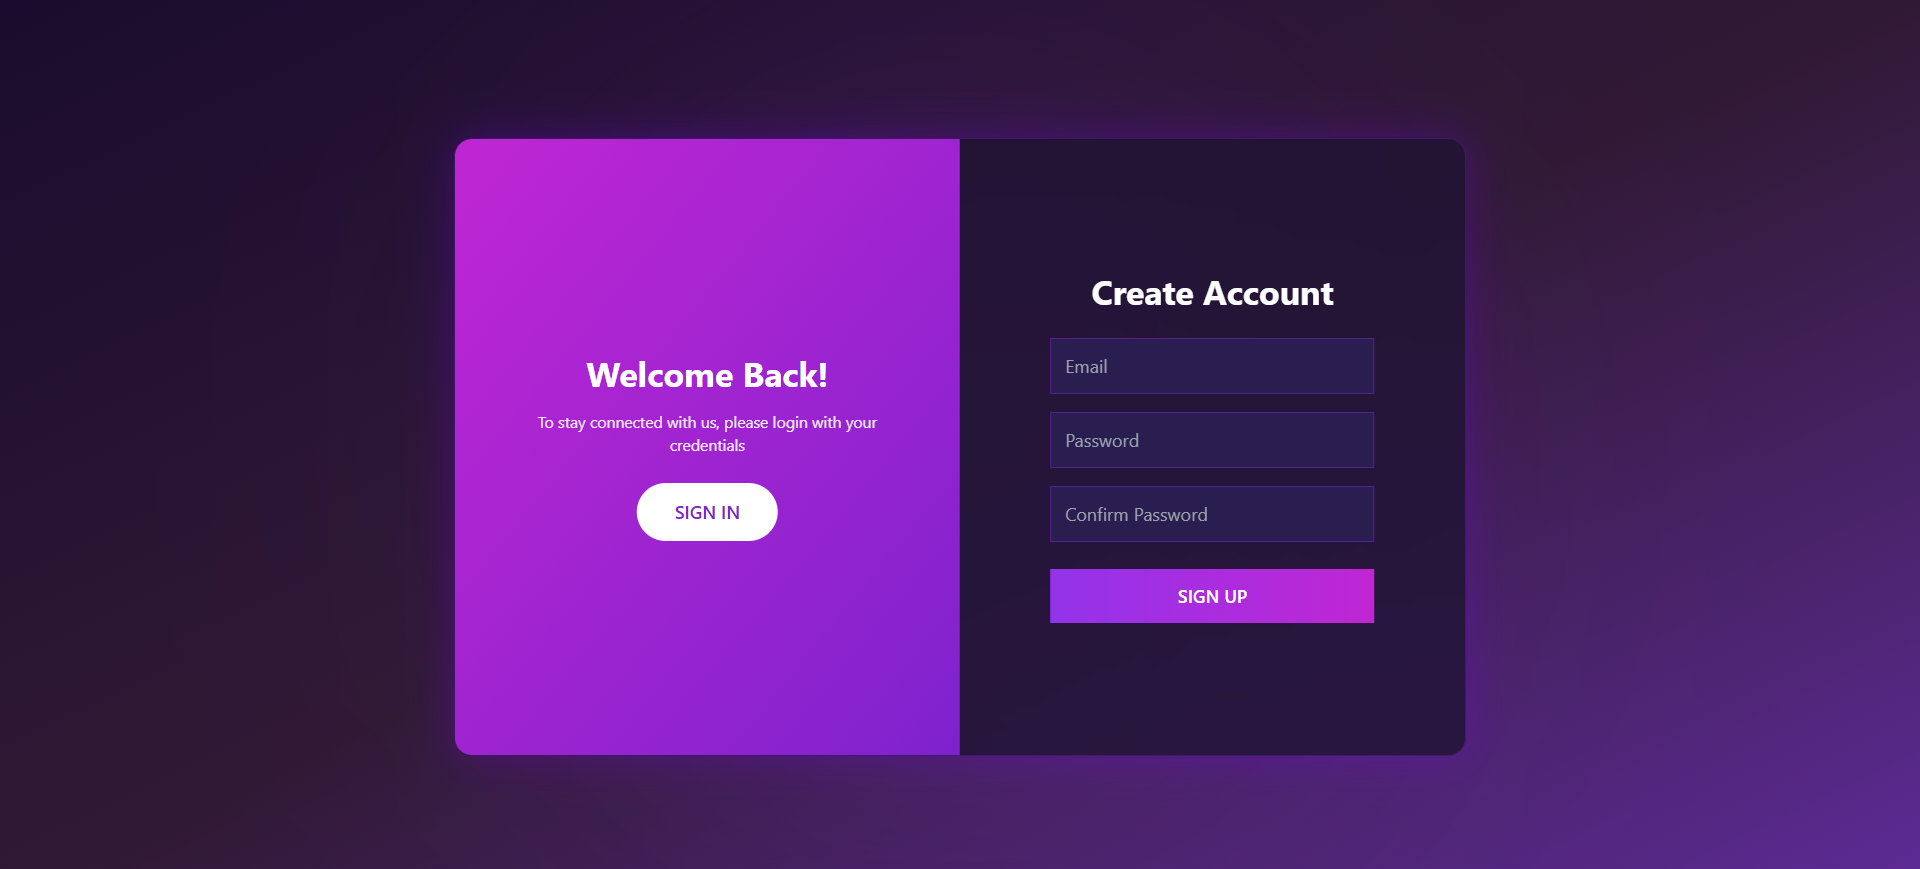 Welcome Back!
To stay connected with us, please login with your
credentials
SIGN IN
Create Account
Email
Password
Confirm Password
SIGN UP